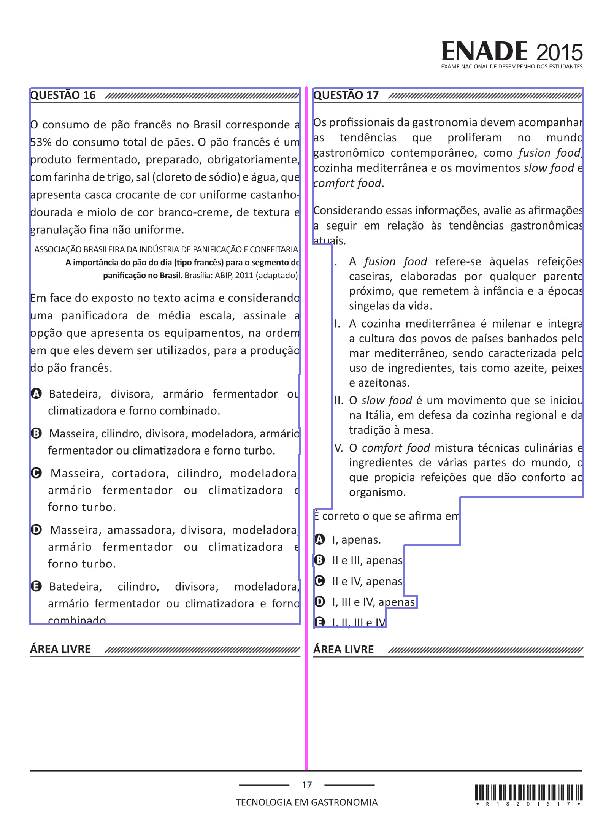 ENADE 2015
EXAME NACIONAL DE DESEMPENHO DOS ESTUDANTES
QUESTÃO 16
O consumo de pão francês no Brasil corresponde a
53% do consumo total de pães. O pão francês é um
produto fermentado, preparado, obrigatoriamente,
com farinha de trigo, sal (cloreto de sódio) e água, que
apresenta casca crocante de cor uniforme castanho-
dourada e miolo de cor branco-creme, de textura e
granulação fina não uniforme.
ASSOCIAÇÃO BRASILEIRA DA INDÚSTRIA DE PANIFICAÇÃO E CONFEITARIA.
A importância do pão do dia (tipo francês) para o segmento de
panificação no Brasil. Brasília: ABIP, 2011 (adaptado).
Em face do exposto no texto acima e considerando
uma panificadora de média escala, assinale a
opção que apresenta os equipamentos, na ordem
em que eles devem ser utilizados, para a produção
do pão francês.
A Batedeira, divisora, armário fermentador ou
climatizadora e forno combinado.
B Masseira, cilindro, divisora, modeladora, armário
fermentador ou climatizadora e forno turbo.
C Masseira, cortadora, cilindro, modeladora,
armário fermentador ou climatizadora e
forno turbo.
D Masseira, amassadora, divisora, modeladora,
armário fermentador ou climatizadora e
forno turbo.
E Batedeira, cilindro, divisora, modeladora,
armário fermentador ou climatizadora e forno
combinado
ÁREA LIVRE
QUESTÃO 17
Os profissionais da gastronomia devem acompanhar
as tendências que proliferam no mundo
gastronômico contemporâneo, como fusion food,
cozinha mediterrânea e os movimentos slow food e
comfort food.
Considerando essas informações, avalie as afirmações
a seguir em relação às tendências gastronômicas
atuais.
. A fusion food refere-se àquelas refeições
caseiras, elaboradas por qualquer parente
próximo, que remetem à infância e a épocas
singelas da vida.
I. A cozinha mediterrânea é milenar e integra
a cultura dos povos de países banhados pelo
mar mediterrâneo, sendo caracterizada pelo
uso de ingredientes, tais como azeite, peixes
e azeitonas.
II. O slow food é um movimento que se iniciou
na Itália, em defesa da cozinha regional e da
tradição à mesa.
V. O comfort food mistura técnicas culinárias e
ingredientes de várias partes do mundo, o
que propicia refeições que dão conforto ao
organismo.
É correto o que se afirma em
A I, apenas.
B II e III, apenas
C II e IV, apenas
D I, III e IV, apenas
E I, II, III e IV
ÁREA LIVRE
17
TECNOLOGIA EM GASTRONOMIA
*R18201517*